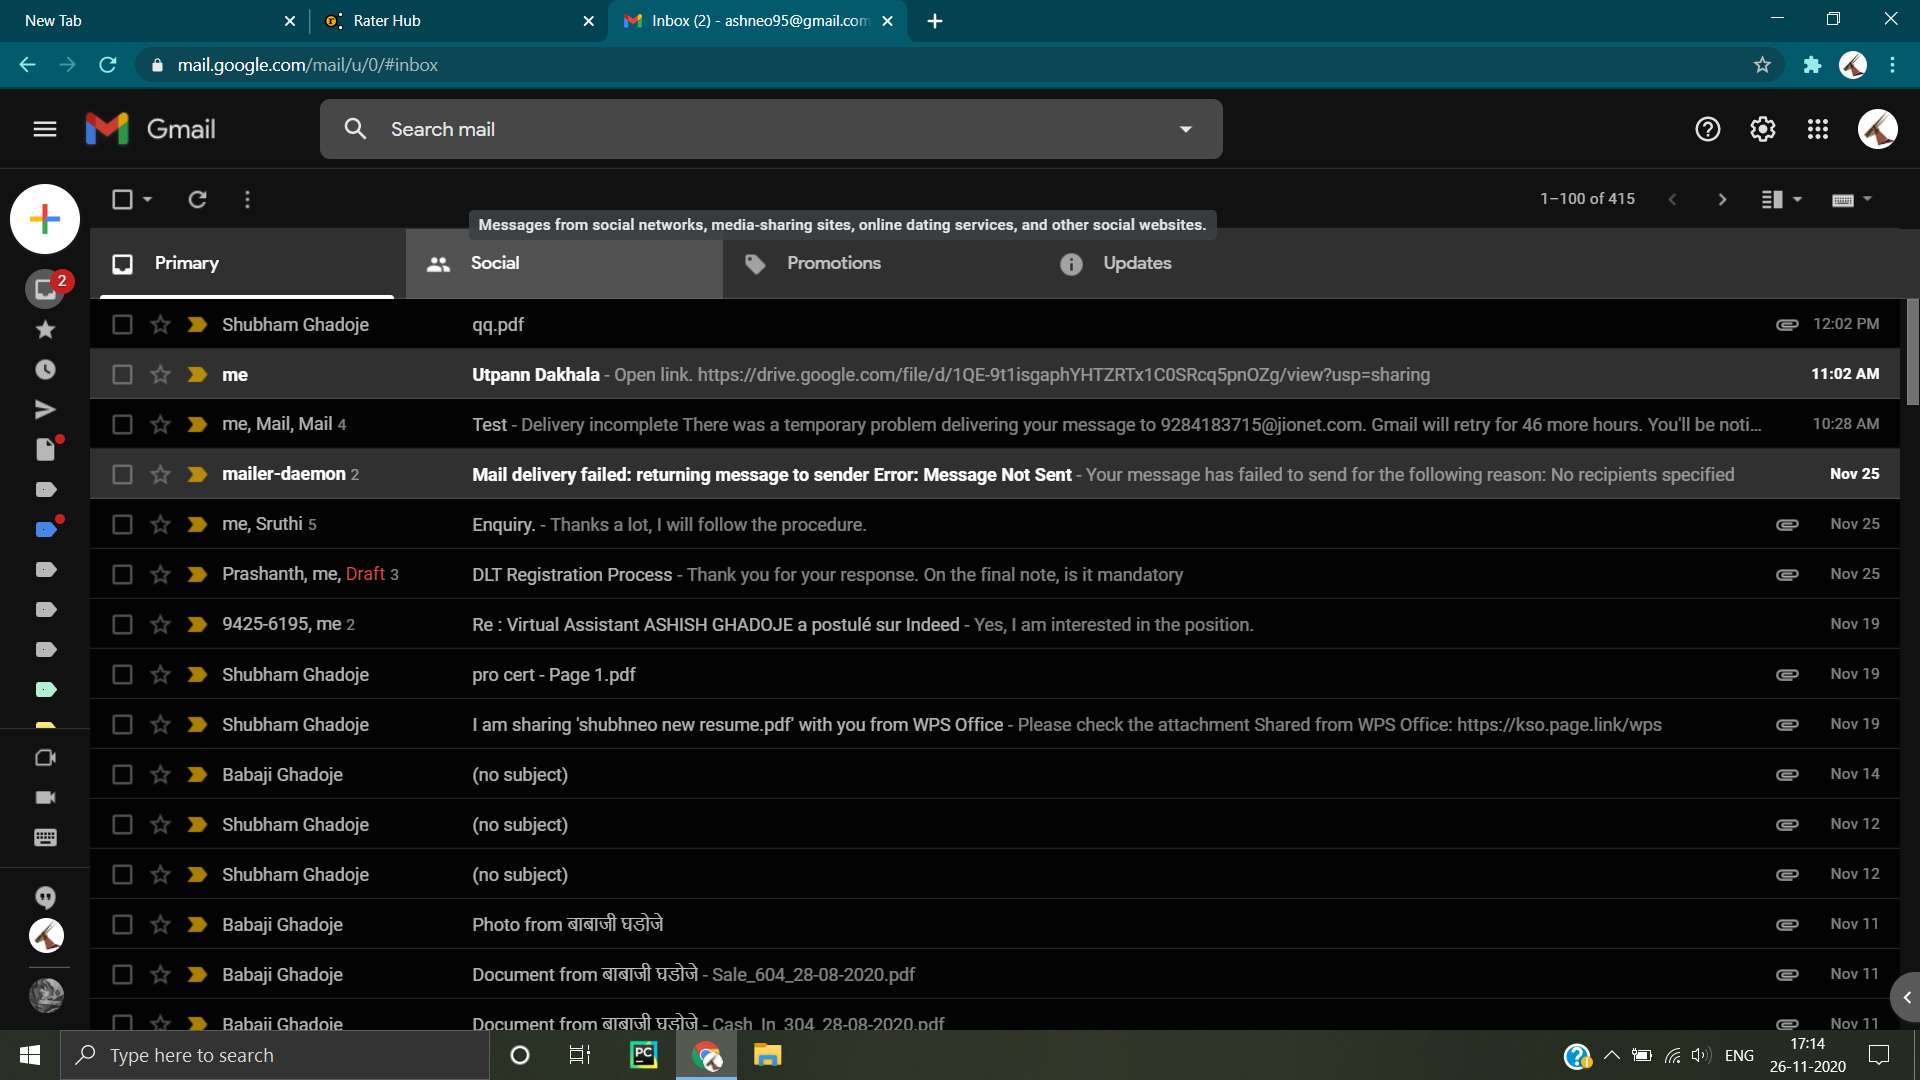 New Tab
Rater Hub
Inbox (2) - ashneo95@gmail.com
mail.google.com/mail/u/0/#inbox
Gmail
Search mail
1–100 of 415
Messages from social networks, media-sharing sites, online dating services, and other social websites.
Primary
Social
Promotions
Updates
2
Shubham Ghadoje qq.pdf 12:02 PM
me Utpann Dakhala - Open link. https://drive.google.com/file/d/1QE-9t1isgaphYHTZRTx1C0SRcq5pnOZg/view?usp=sharing 11:02 AM
me, Mail, Mail 4 Test - Delivery incomplete There was a temporary problem delivering your message to 9284183715@jionet.com. Gmail will retry for 46 more hours. You'll be noti... 10:28 AM
mailer-daemon 2 Mail delivery failed: returning message to sender Error: Message Not Sent - Your message has failed to send for the following reason: No recipients specified Nov 25
me, Sruthi 5 Enquiry. - Thanks a lot, I will follow the procedure. Nov 25
Prashanth, me, Draft 3 DLT Registration Process - Thank you for your response. On the final note, is it mandatory Nov 25
9425-6195, me 2 Re : Virtual Assistant ASHISH GHADOJE a postulé sur Indeed - Yes, I am interested in the position. Nov 19
Shubham Ghadoje pro cert - Page 1.pdf Nov 19
Shubham Ghadoje I am sharing 'shubhneo new resume.pdf' with you from WPS Office - Please check the attachment Shared from WPS Office: https://kso.page.link/wps Nov 19
Babaji Ghadoje (no subject) Nov 14
Shubham Ghadoje (no subject) Nov 12
Shubham Ghadoje (no subject) Nov 12
Babaji Ghadoje Photo from बाबाजी घडोजे Nov 11
Babaji Ghadoje Document from बाबाजी घडोजे - Sale_604_28-08-2020.pdf Nov 11
Babaji Ghadoje Document from बाबाजी घडोजे - Cash_In_304_28-08-2020.pdf Nov 11
Type here to search
PC
ENG
17:14
26-11-2020